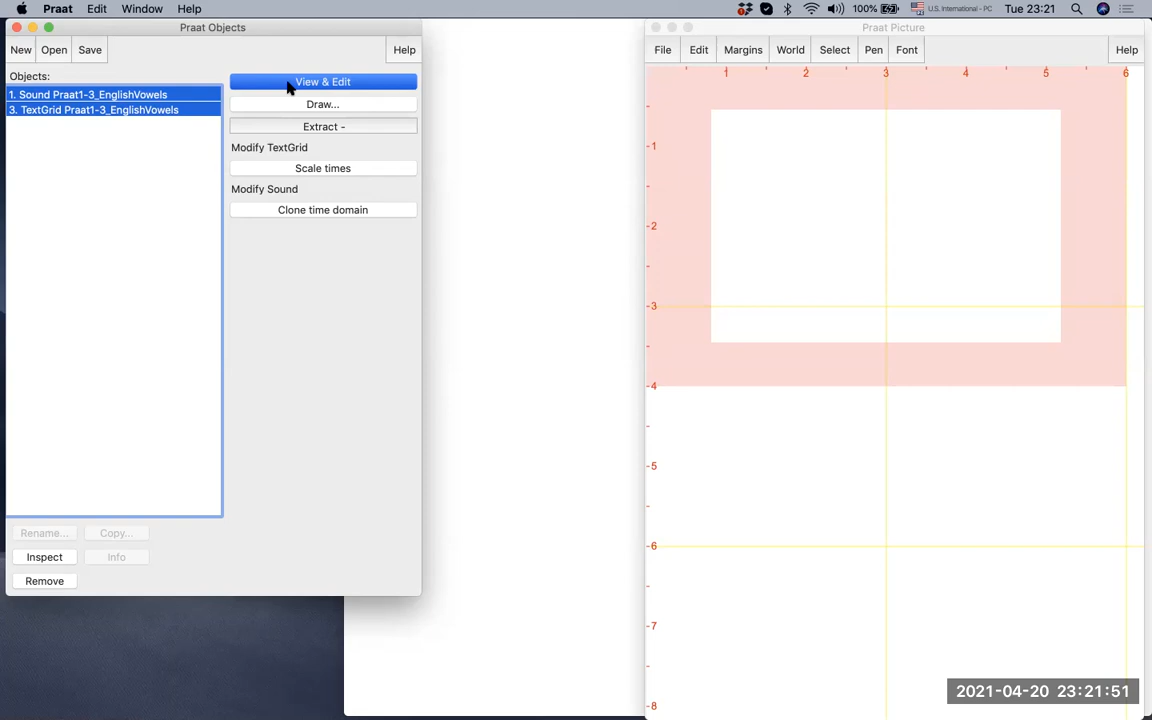 Praat Edit Window Help 100% U.S. International - PC Tue 23:21
Praat Objects
New Open Save Help
Objects:
1. Sound Praat1-3_EnglishVowels
3. TextGrid Praat1-3_EnglishVowels
View & Edit
Draw...
Extract -
Modify TextGrid
Scale times
Modify Sound
Clone time domain
Rename... Copy...
Inspect Info
Remove
Praat Picture
File Edit Margins World Select Pen Font Help
1 2 3 4 5 6
1
2
3
4
5
6
7
8
2021-04-20 23:21:51